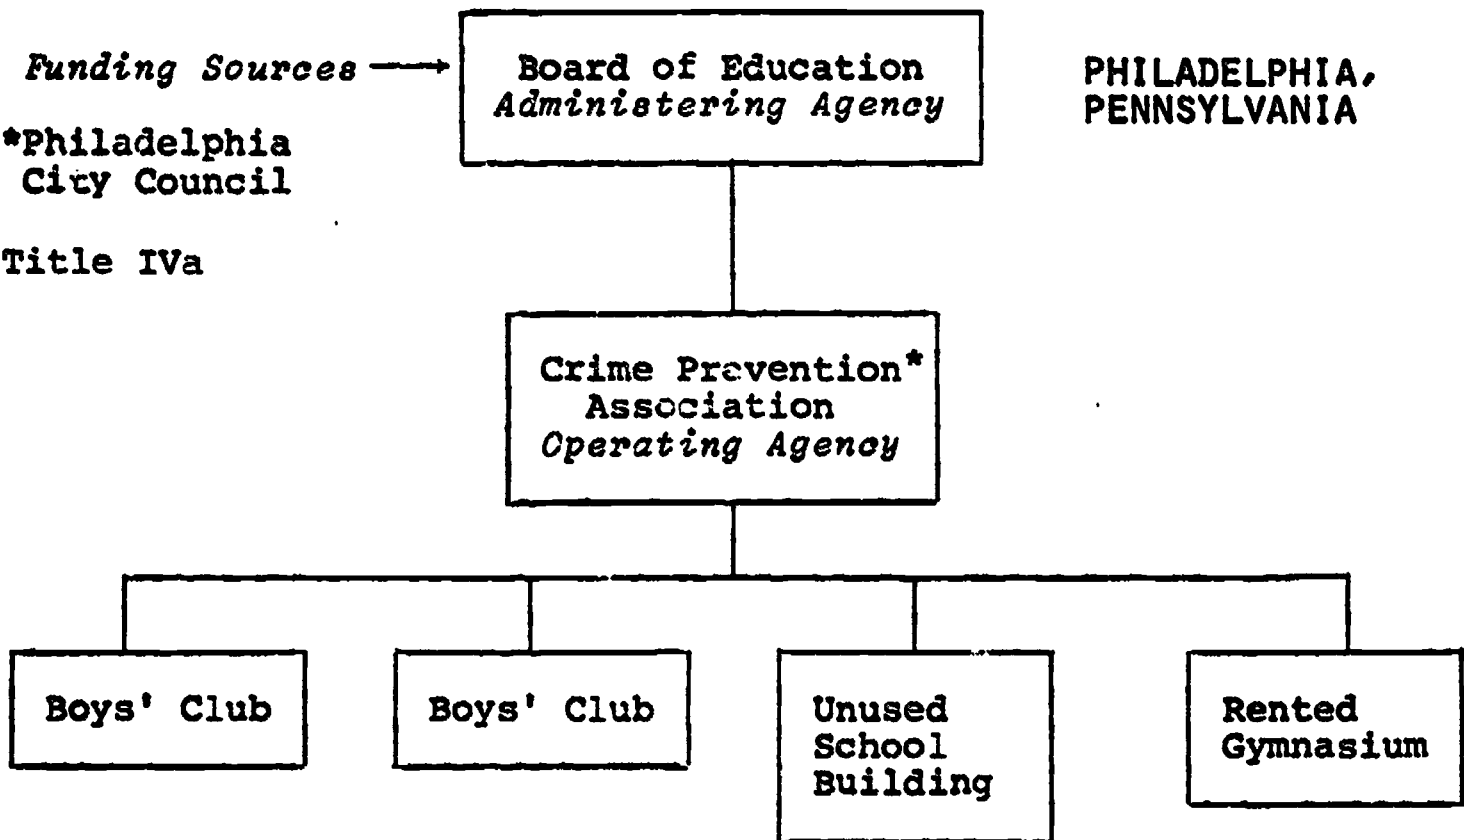 Funding Sources
Board of Education
Administering Agency
PHILADELPHIA,
PENNSYLVANIA
*Philadelphia
City Council
Title IVa
Crime Prevention*
Association
Operating Agency
Boys' Club
Boys' Club
Unused
School
Building
Rented
Gymnasium